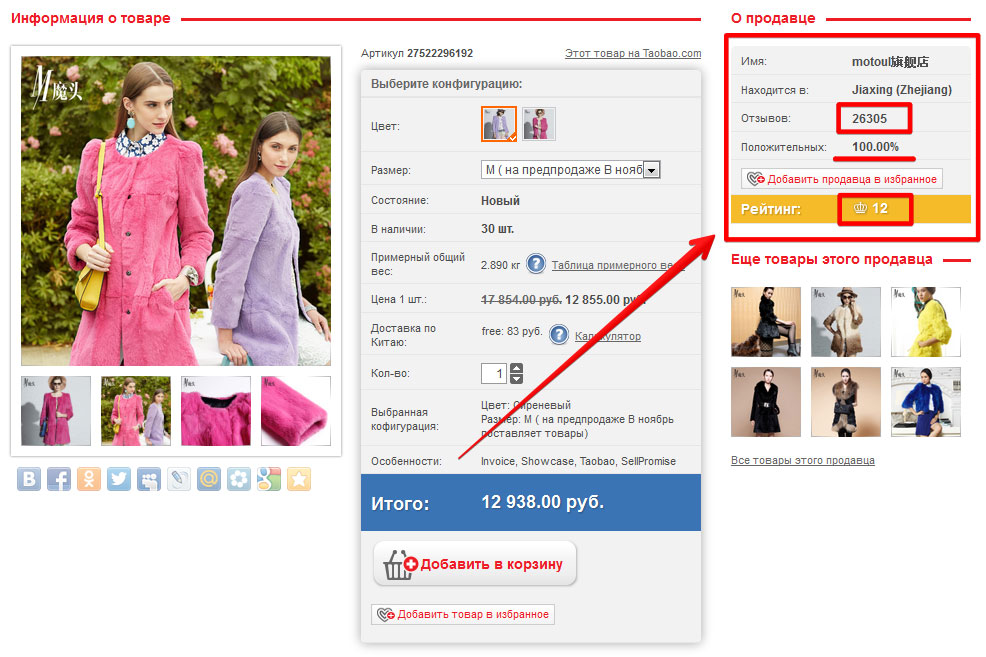 Информация о товаре
M魔头
Артикул 27522296192
Этот товар на Taobao.com
Выберите конфигурацию:
Цвет:
Размер:
M ( на предпродаже В нояб
Состояние:
Новый
В наличии:
30 шт.
Примерный общий
вес:
2.890 кг
?
Таблица примерного ве
Цена 1 шт.:
17 854.00 руб. 12 855.00 руб.
Доставка по
Китаю:
free: 83 руб.
?
Калькулятор
Кол-во:
1
Выбранная
кофигурация:
Цвет: Сиреневый
Размер: M ( на предпродаже В ноябрь
поставляет товары)
Особенности:
Invoice, Showcase, Taobao, SellPromise
Итого:
12 938.00 руб.
Добавить в корзину
Добавить товар в избранное
О продавце
Имя:
motoul旗舰店
Находится в:
Jiaxing (Zhejiang)
Отзывов:
26305
Положительных:
100.00%
Добавить продавца в избранное
Рейтинг:
12
Еще товары этого продавца
Все товары этого продавца